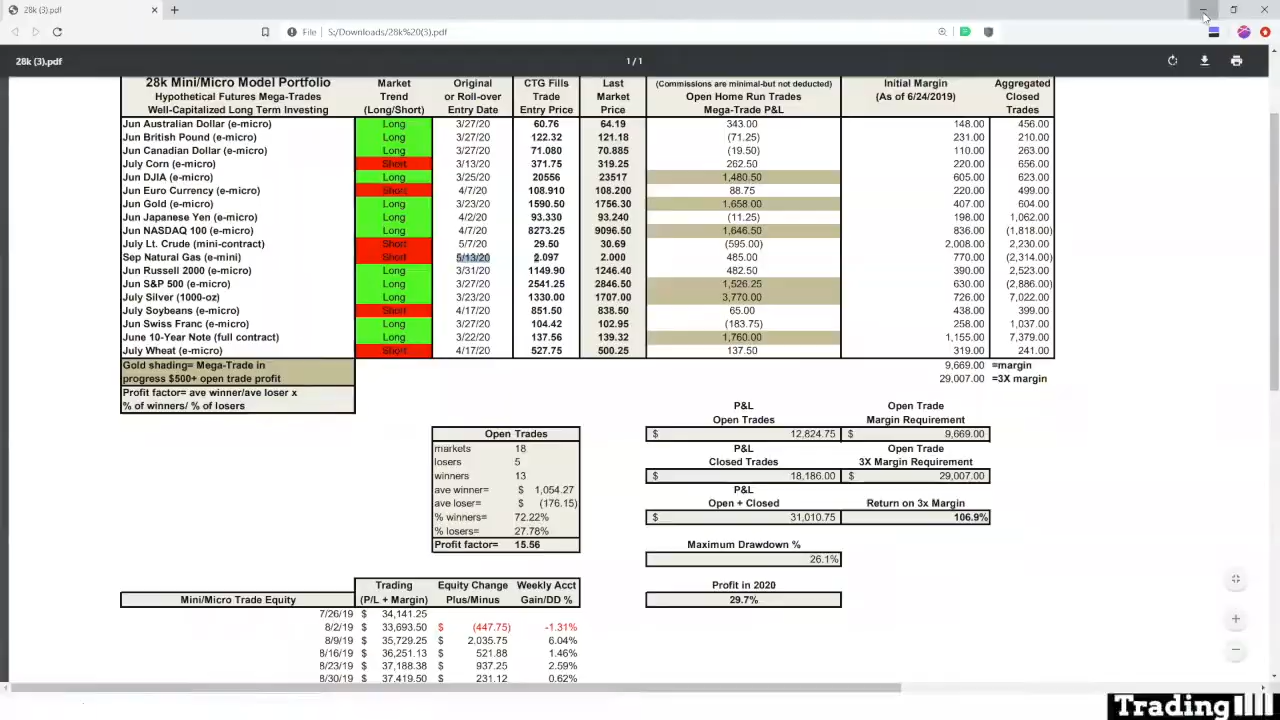 28k (3).pdf
File | S:/Downloads/28k%20(3).pdf
28k (3).pdf 1 / 1
28k Mini/Micro Model Portfolio Market Original CTG Fills Last (Commissions are minimal-but not deducted) Initial Margin Aggregated
Hypothetical Futures Mega-Trades Trend or Roll-over Trade Market Open Home Run Trades (As of 6/24/2019) Closed
Well-Capitalized Long Term Investing (Long/Short) Entry Date Entry Price Price Mega-Trade P&L Trades
Jun Australian Dollar (e-micro) Long 3/27/20 60.76 64.19 343.00 148.00 456.00
Jun British Pound (e-micro) Long 3/27/20 122.32 121.18 (71.25) 231.00 210.00
Jun Canadian Dollar (e-micro) Long 3/27/20 71.080 70.885 (19.50) 110.00 263.00
July Corn (e-micro) Short 3/13/20 371.75 319.25 262.50 220.00 656.00
Jun DJIA (e-micro) Long 3/25/20 20556 23517 1,480.50 605.00 623.00
Jun Euro Currency (e-micro) Short 4/7/20 108.910 108.200 88.75 220.00 499.00
Jun Gold (e-micro) Long 3/23/20 1590.50 1756.30 1,658.00 407.00 604.00
Jun Japanese Yen (e-micro) Long 4/2/20 93.330 93.240 (11.25) 198.00 1,062.00
Jun NASDAQ 100 (e-micro) Long 4/7/20 8273.25 9096.50 1,646.50 836.00 (1,818.00)
July Lt. Crude (mini-contract) Short 5/7/20 29.50 30.69 (595.00) 2,008.00 2,230.00
Sep Natural Gas (e-mini) Short 5/13/20 2.097 2.000 485.00 770.00 (2,314.00)
Jun Russell 2000 (e-micro) Long 3/31/20 1149.90 1246.40 482.50 390.00 2,523.00
Jun S&P 500 (e-micro) Long 3/27/20 2541.25 2846.50 1,526.25 630.00 (2,886.00)
July Silver (1000-oz) Long 3/23/20 1330.00 1707.00 3,770.00 726.00 7,022.00
July Soybeans (e-micro) Short 4/17/20 851.50 838.50 65.00 438.00 399.00
Jun Swiss Franc (e-micro) Long 3/27/20 104.42 102.95 (183.75) 258.00 1,037.00
June 10-Year Note (full contract) Long 3/22/20 137.56 139.32 1,760.00 1,155.00 7,379.00
July Wheat (e-micro) Short 4/17/20 527.75 500.25 137.50 319.00 241.00
Gold shading= Mega-Trade in 9,669.00 =margin
progress $500+ open trade profit 29,007.00 =3X margin
Profit factor= ave winner/ave loser x
% of winners/ % of losers
P&L Open Trade
Open Trades Margin Requirement
Open Trades $ 12,824.75 $ 9,669.00
markets 18 P&L Open Trade
losers 5 Closed Trades 3X Margin Requirement
winners 13 $ 18,186.00 $ 29,007.00
ave winner= $ 1,054.27 P&L
ave loser= $ (176.15) Open + Closed Return on 3x Margin
% winners= 72.22% $ 31,010.75 106.9%
% losers= 27.78%
Profit factor= 15.56 Maximum Drawdown %
26.1%
Trading Equity Change Weekly Acct Profit in 2020
Mini/Micro Trade Equity (P/L + Margin) Plus/Minus Gain/DD % 29.7%
7/26/19 $ 34,141.25
8/2/19 $ 33,693.50 $ (447.75) -1.31%
8/9/19 $ 35,729.25 $ 2,035.75 6.04%
8/16/19 $ 36,251.13 $ 521.88 1.46%
8/23/19 $ 37,188.38 $ 937.25 2.59%
8/30/19 $ 37,419.50 $ 231.12 0.62%
Trading